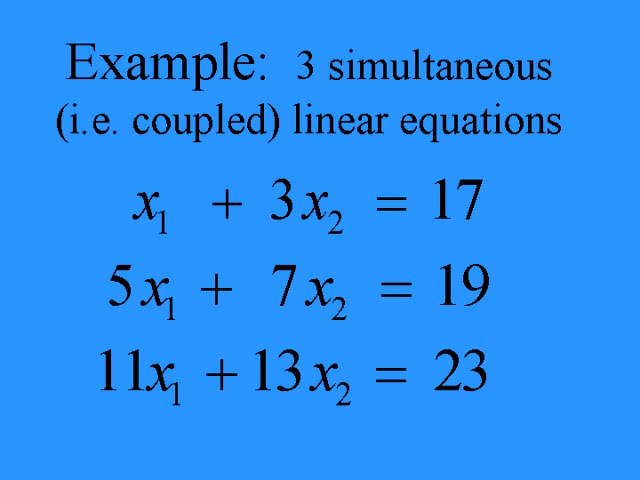 Example: 3 simultaneous
(i.e. coupled) linear equations
x₁ + 3x₂ = 17
5x₁ + 7x₂ = 19
11x₁ + 13x₂ = 23